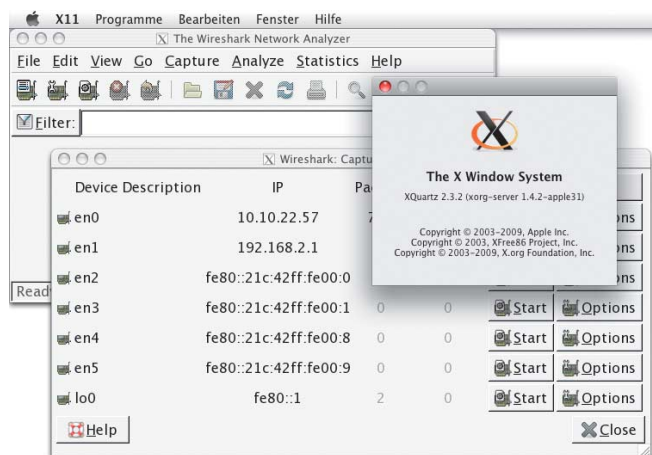 X11 Programme Bearbeiten Fenster Hilfe
The Wireshark Network Analyzer
File Edit View Go Capture Analyze Statistics Help
Filter:
The X Window System
XQuartz 2.3.2 (xorg-server 1.4.2-apple31)
Copyright © 2003-2009, Apple Inc.
Copyright © 2003, XFree86 Project, Inc.
Copyright © 2003-2009, X.org Foundation, Inc.
Wireshark: Captu
Device Description IP Pa
en0 10.10.22.57 7 ons
en1 192.168.2.1 ons
en2 fe80::21c:42ff:fe00:0 ons
Read
en3 fe80::21c:42ff:fe00:1 0 0 Start Options
en4 fe80::21c:42ff:fe00:8 0 0 Start Options
en5 fe80::21c:42ff:fe00:9 0 0 Start Options
lo0 fe80::1 2 0 Start Options
Help Close